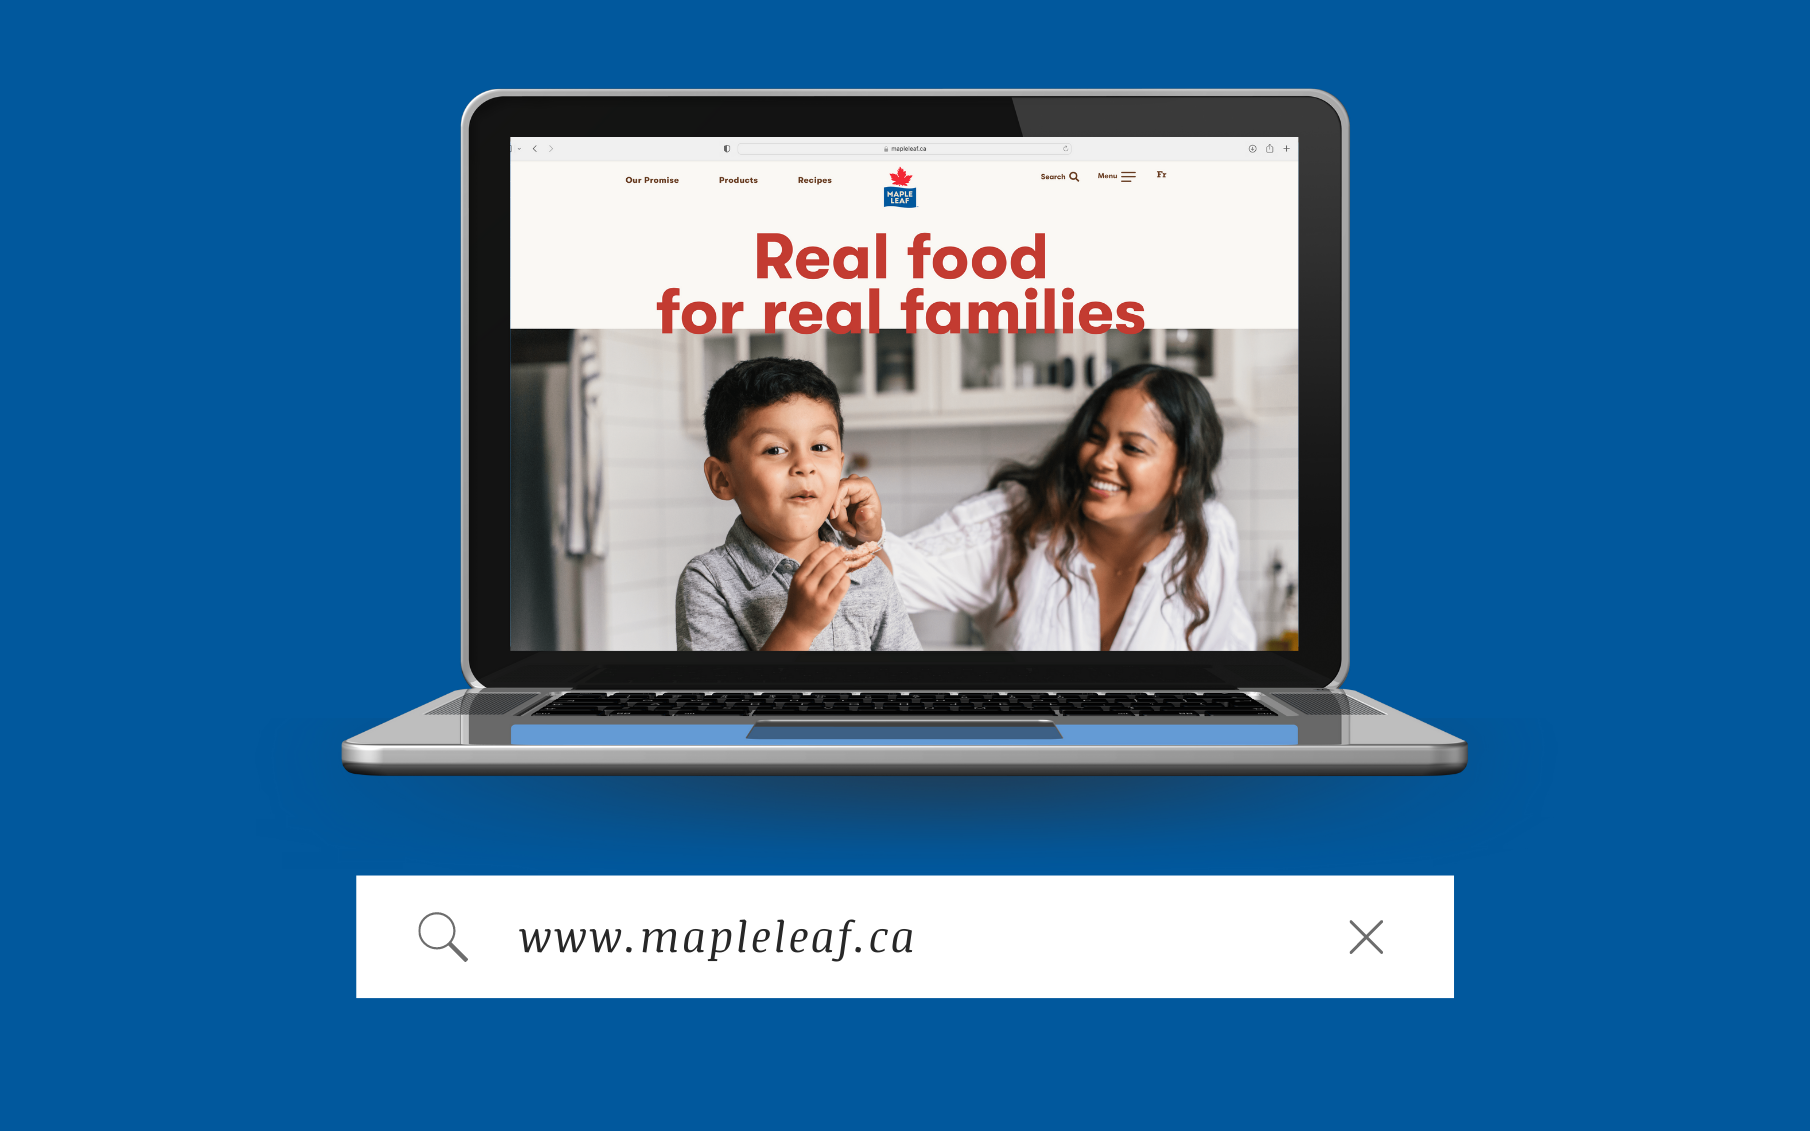 mapleleaf.ca
Our Promise
Products
Recipes
MAPLE
LEAF
Search
Menu
Fr
Real food
for real families
www.mapleleaf.ca